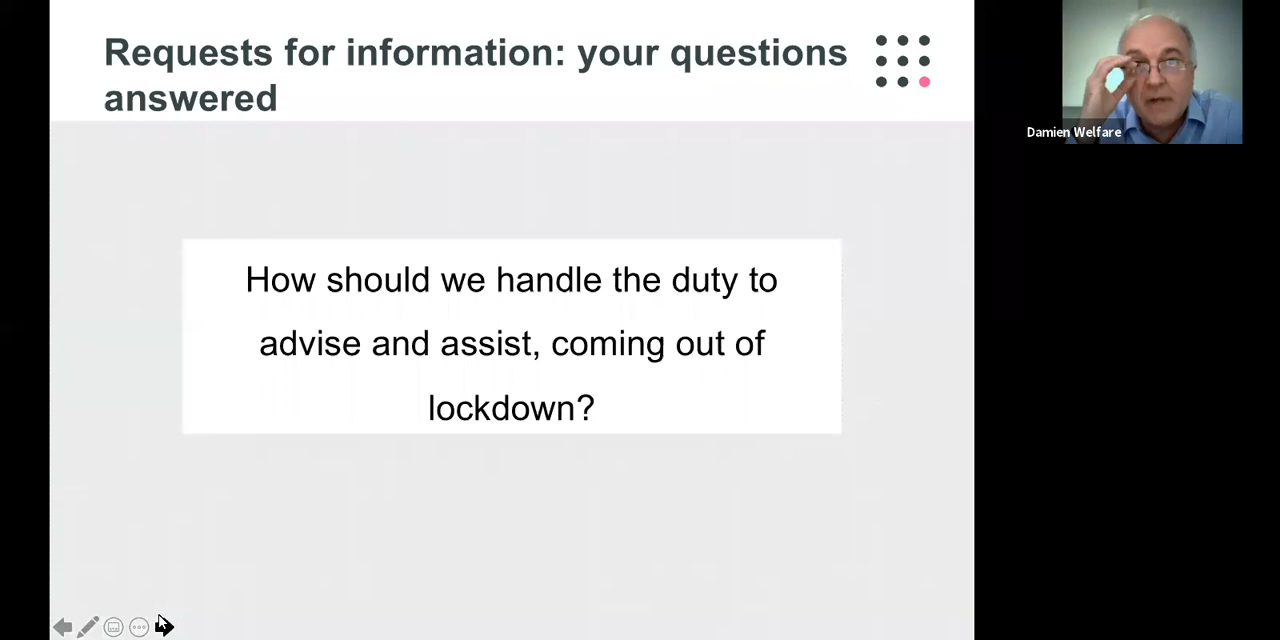 Requests for information: your questions
answered
Damien Welfare
How should we handle the duty to
advise and assist, coming out of
lockdown?